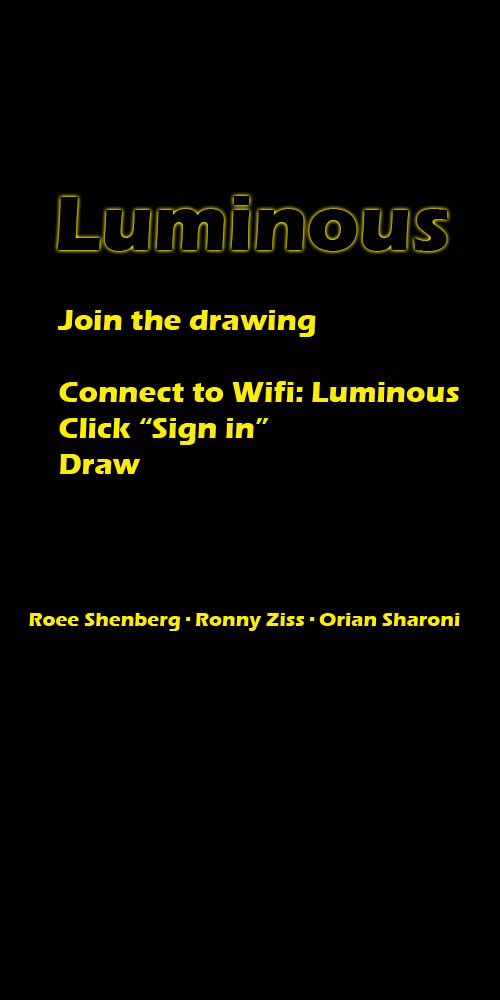 Luminous
Join the drawing
Connect to Wifi: Luminous
Click “Sign in”
Draw
Roee Shenberg · Ronny Ziss · Orian Sharoni